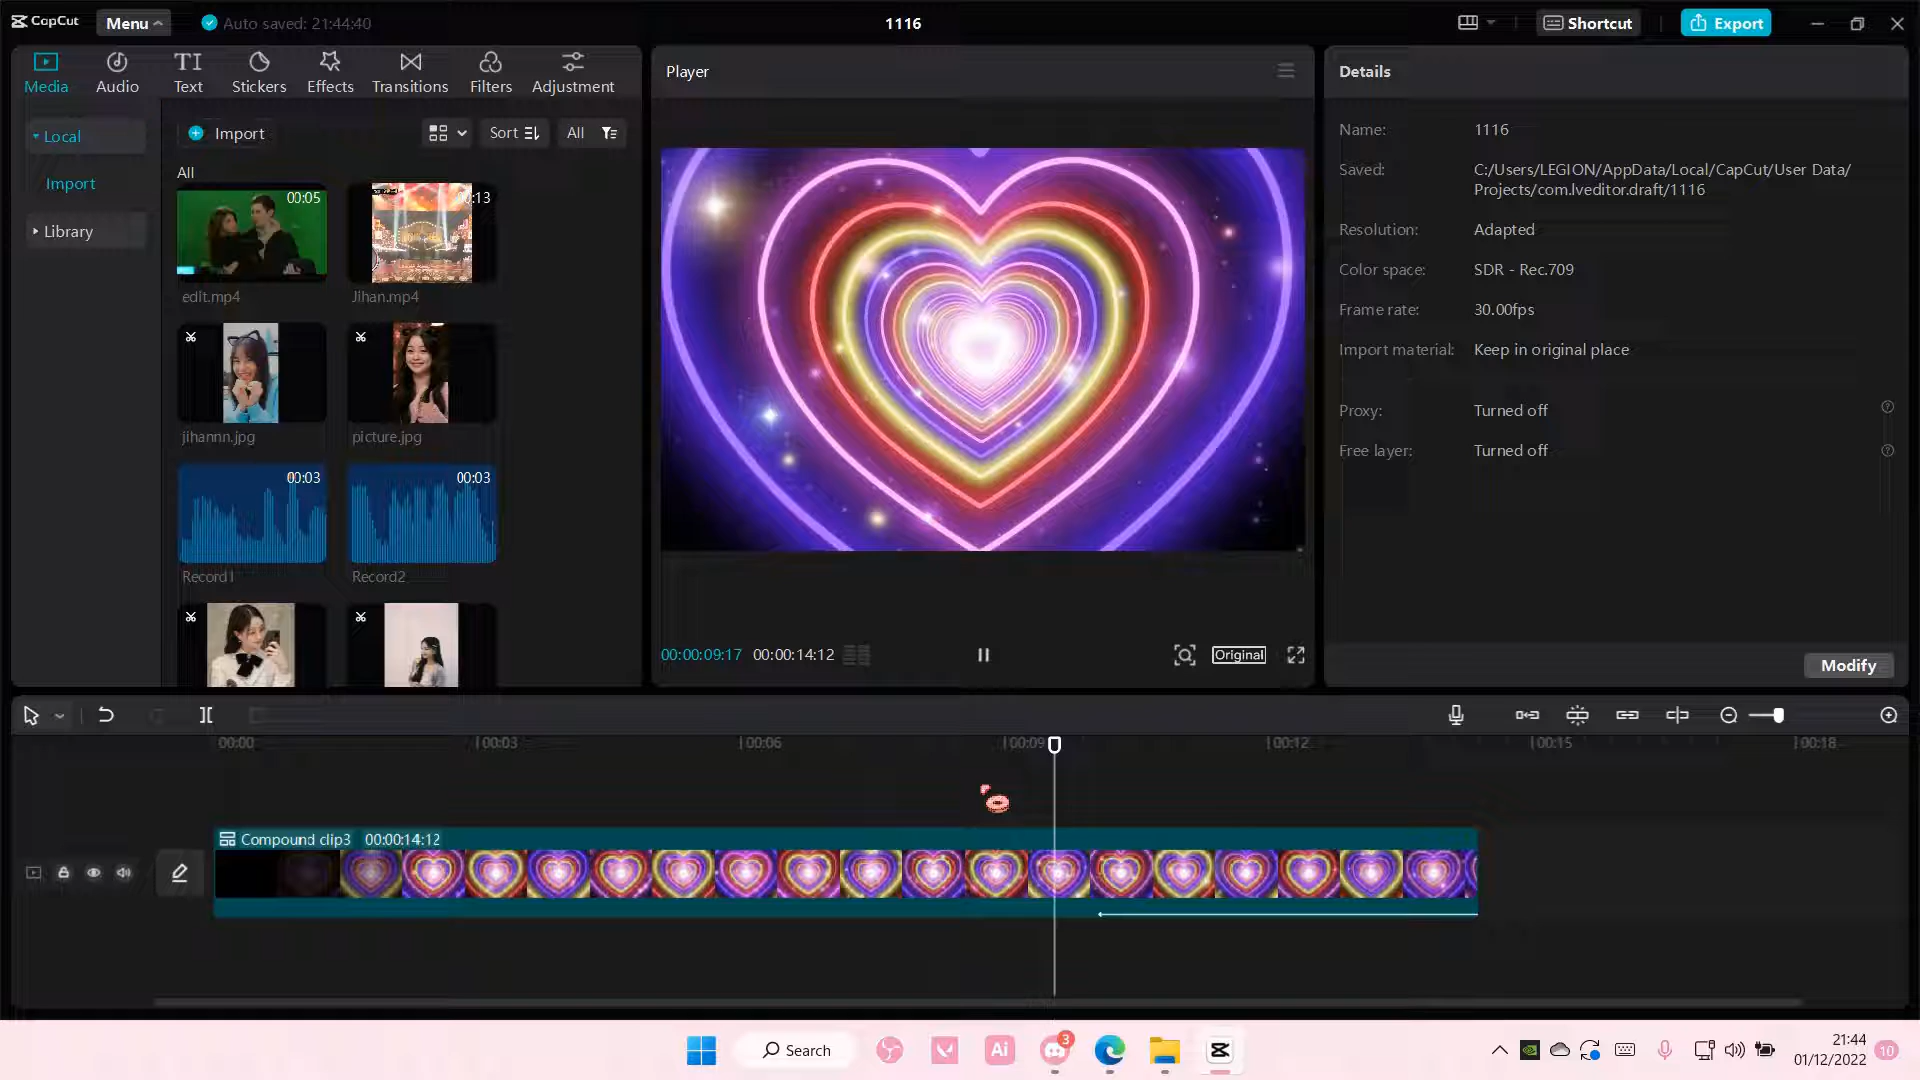 CapCut
Menu
Auto saved: 21:44:40
1116
Shortcut
Export
Media
Audio
Text
Stickers
Effects
Transitions
Filters
Adjustment
Local
Import
Library
Import
Sort
All
All
00:05
edit.mp4
:13
Jihan.mp4
jihannn.jpg
picture.jpg
00:03
Record1
00:03
Record2
Player
00:00:09:17
00:00:14:12
Original
Details
Name:
1116
Saved:
C:/Users/LEGION/AppData/Local/CapCut/User Data/
Projects/com.lveditor.draft/1116
Resolution:
Adapted
Color space:
SDR - Rec.709
Frame rate:
30.00fps
Import material:
Keep in original place
Proxy:
Turned off
Free layer:
Turned off
Modify
00:00
00:03
00:06
00:09
00:12
00:15
00:18
Compound clip3
00:00:14:12
Search
Ai
3
21:44
01/12/2022
10